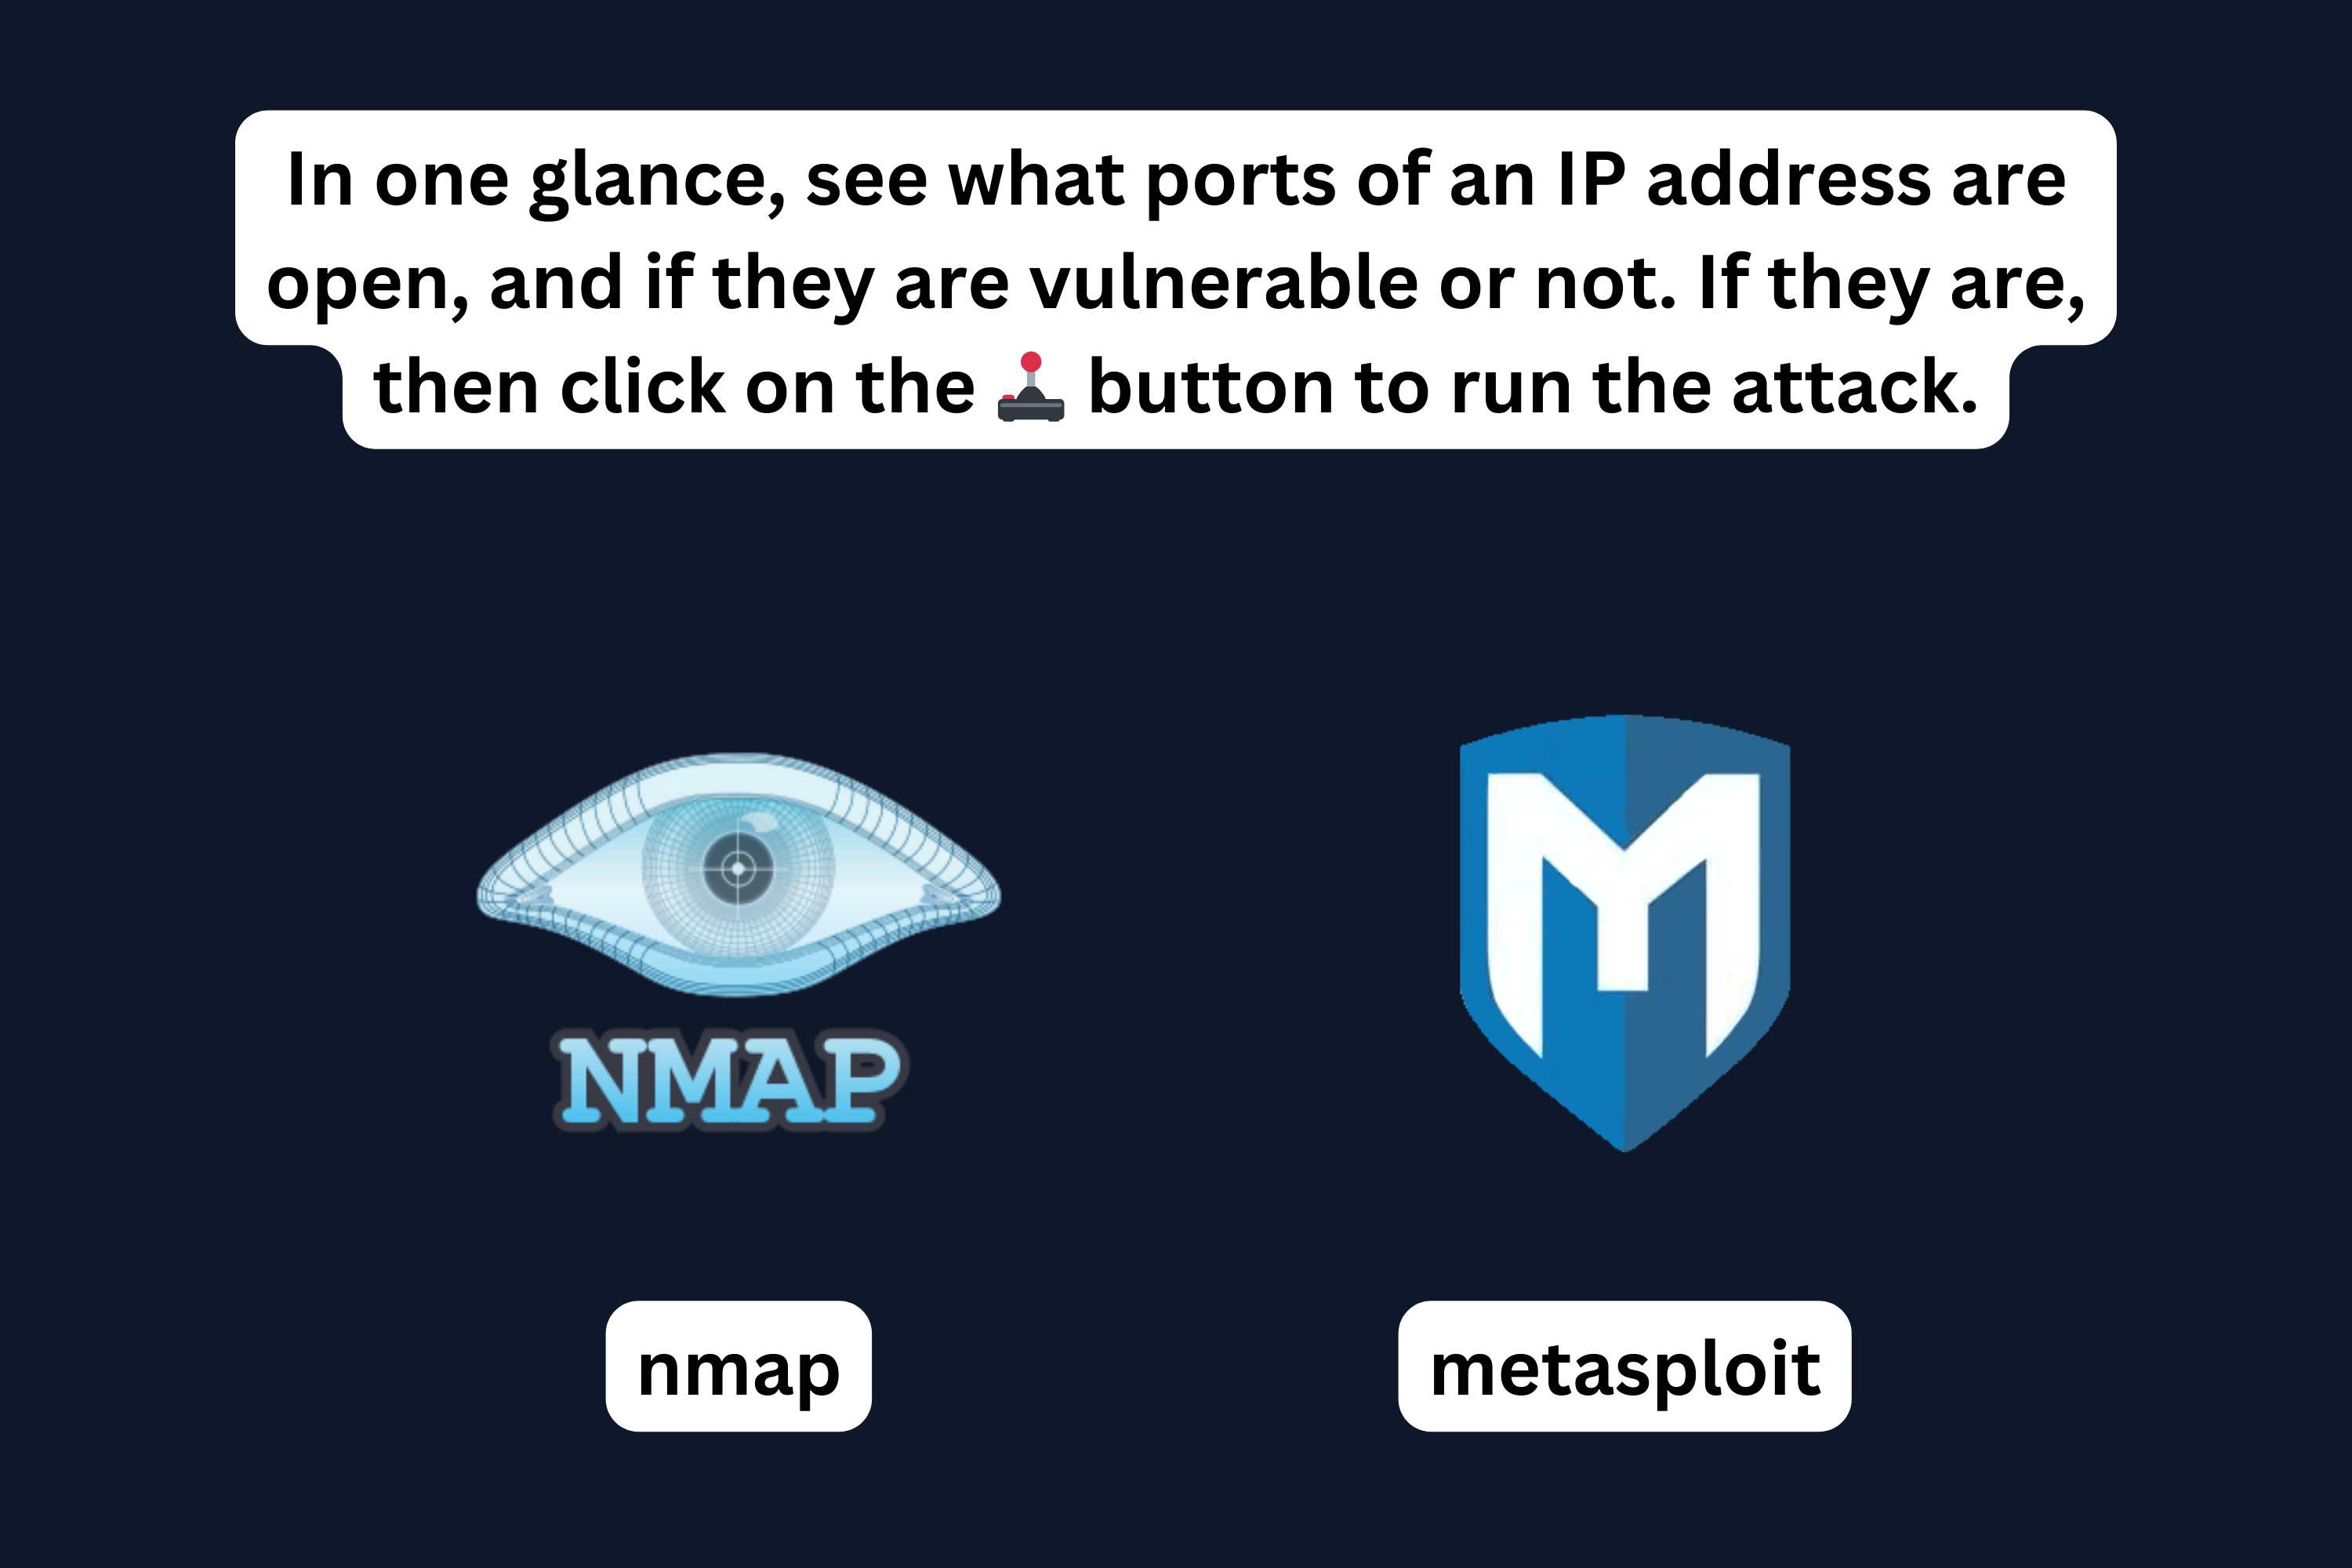 In one glance, see what ports of an IP address are
open, and if they are vulnerable or not. If they are,
then click on the 🕹️ button to run the attack.
NMAP
nmap
metasploit